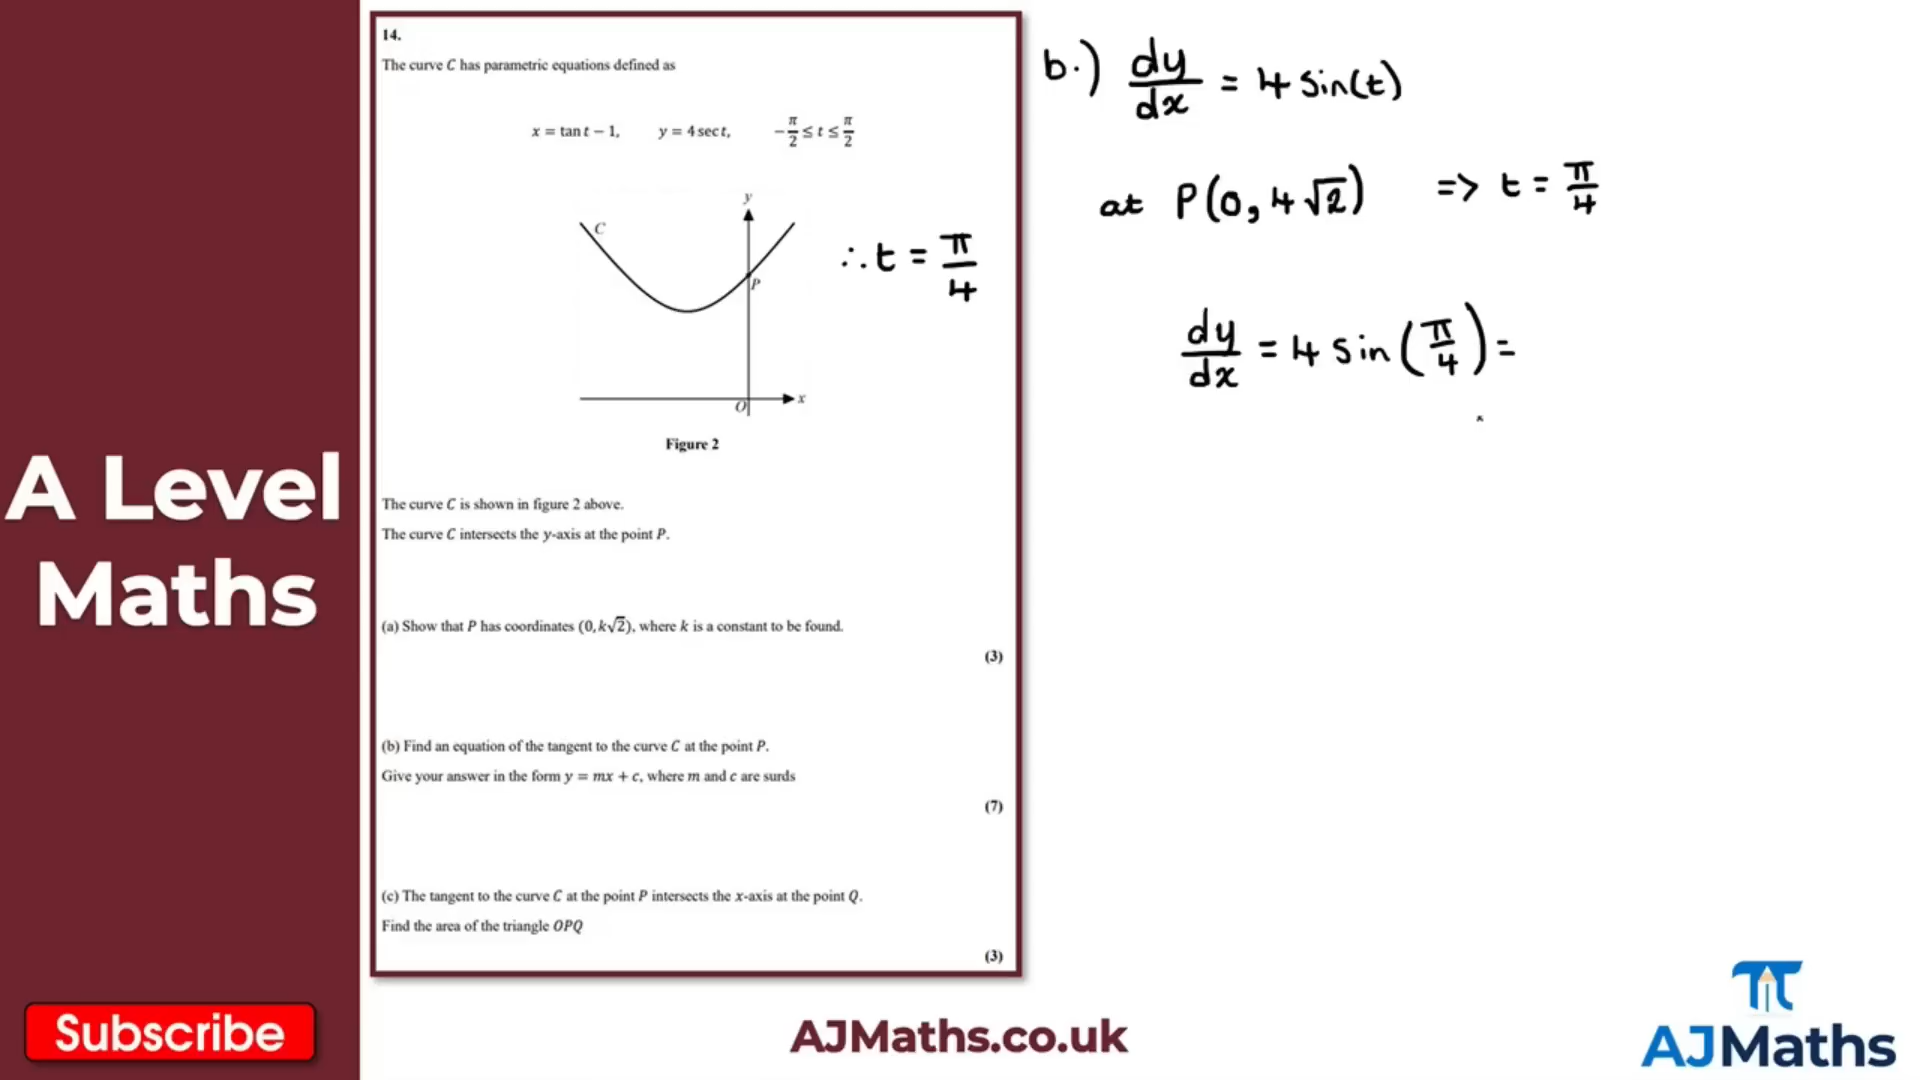 A Level
Maths
Subscribe
14.
The curve C has parametric equations defined as
x = tan t − 1, y = 4 sec t, −π/2 ≤ t ≤ π/2
y
C
P
O
x
∴ t = π/4
Figure 2
The curve C is shown in figure 2 above.
The curve C intersects the y-axis at the point P.
(a) Show that P has coordinates (0, k√2), where k is a constant to be found.
(3)
(b) Find an equation of the tangent to the curve C at the point P.
Give your answer in the form y = mx + c, where m and c are surds
(7)
(c) The tangent to the curve C at the point P intersects the x-axis at the point Q.
Find the area of the triangle OPQ
(3)
b.) dy/dx = 4 sin(t)
at P(0, 4√2) => t = π/4
dy/dx = 4 sin(π/4) =
AJMaths.co.uk
AJMaths